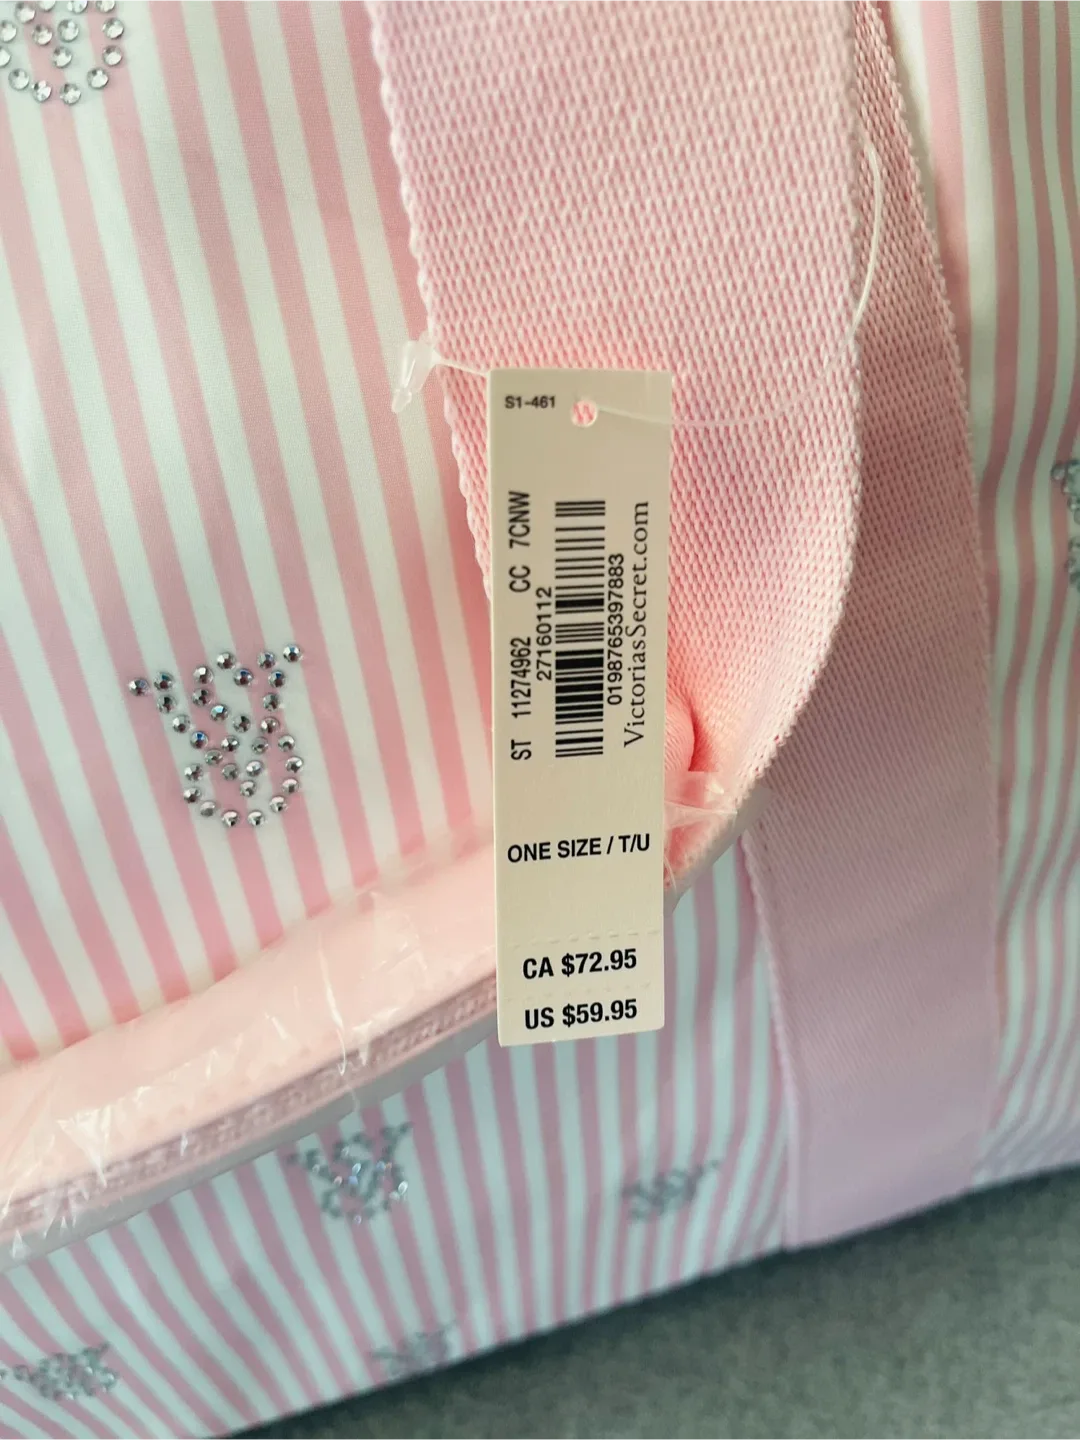 S1-461
ST 11274962 CC 7CNW
27160112
0198765397883
VictoriasSecret.com
ONE SIZE / T/U
CA $72.95
US $59.95